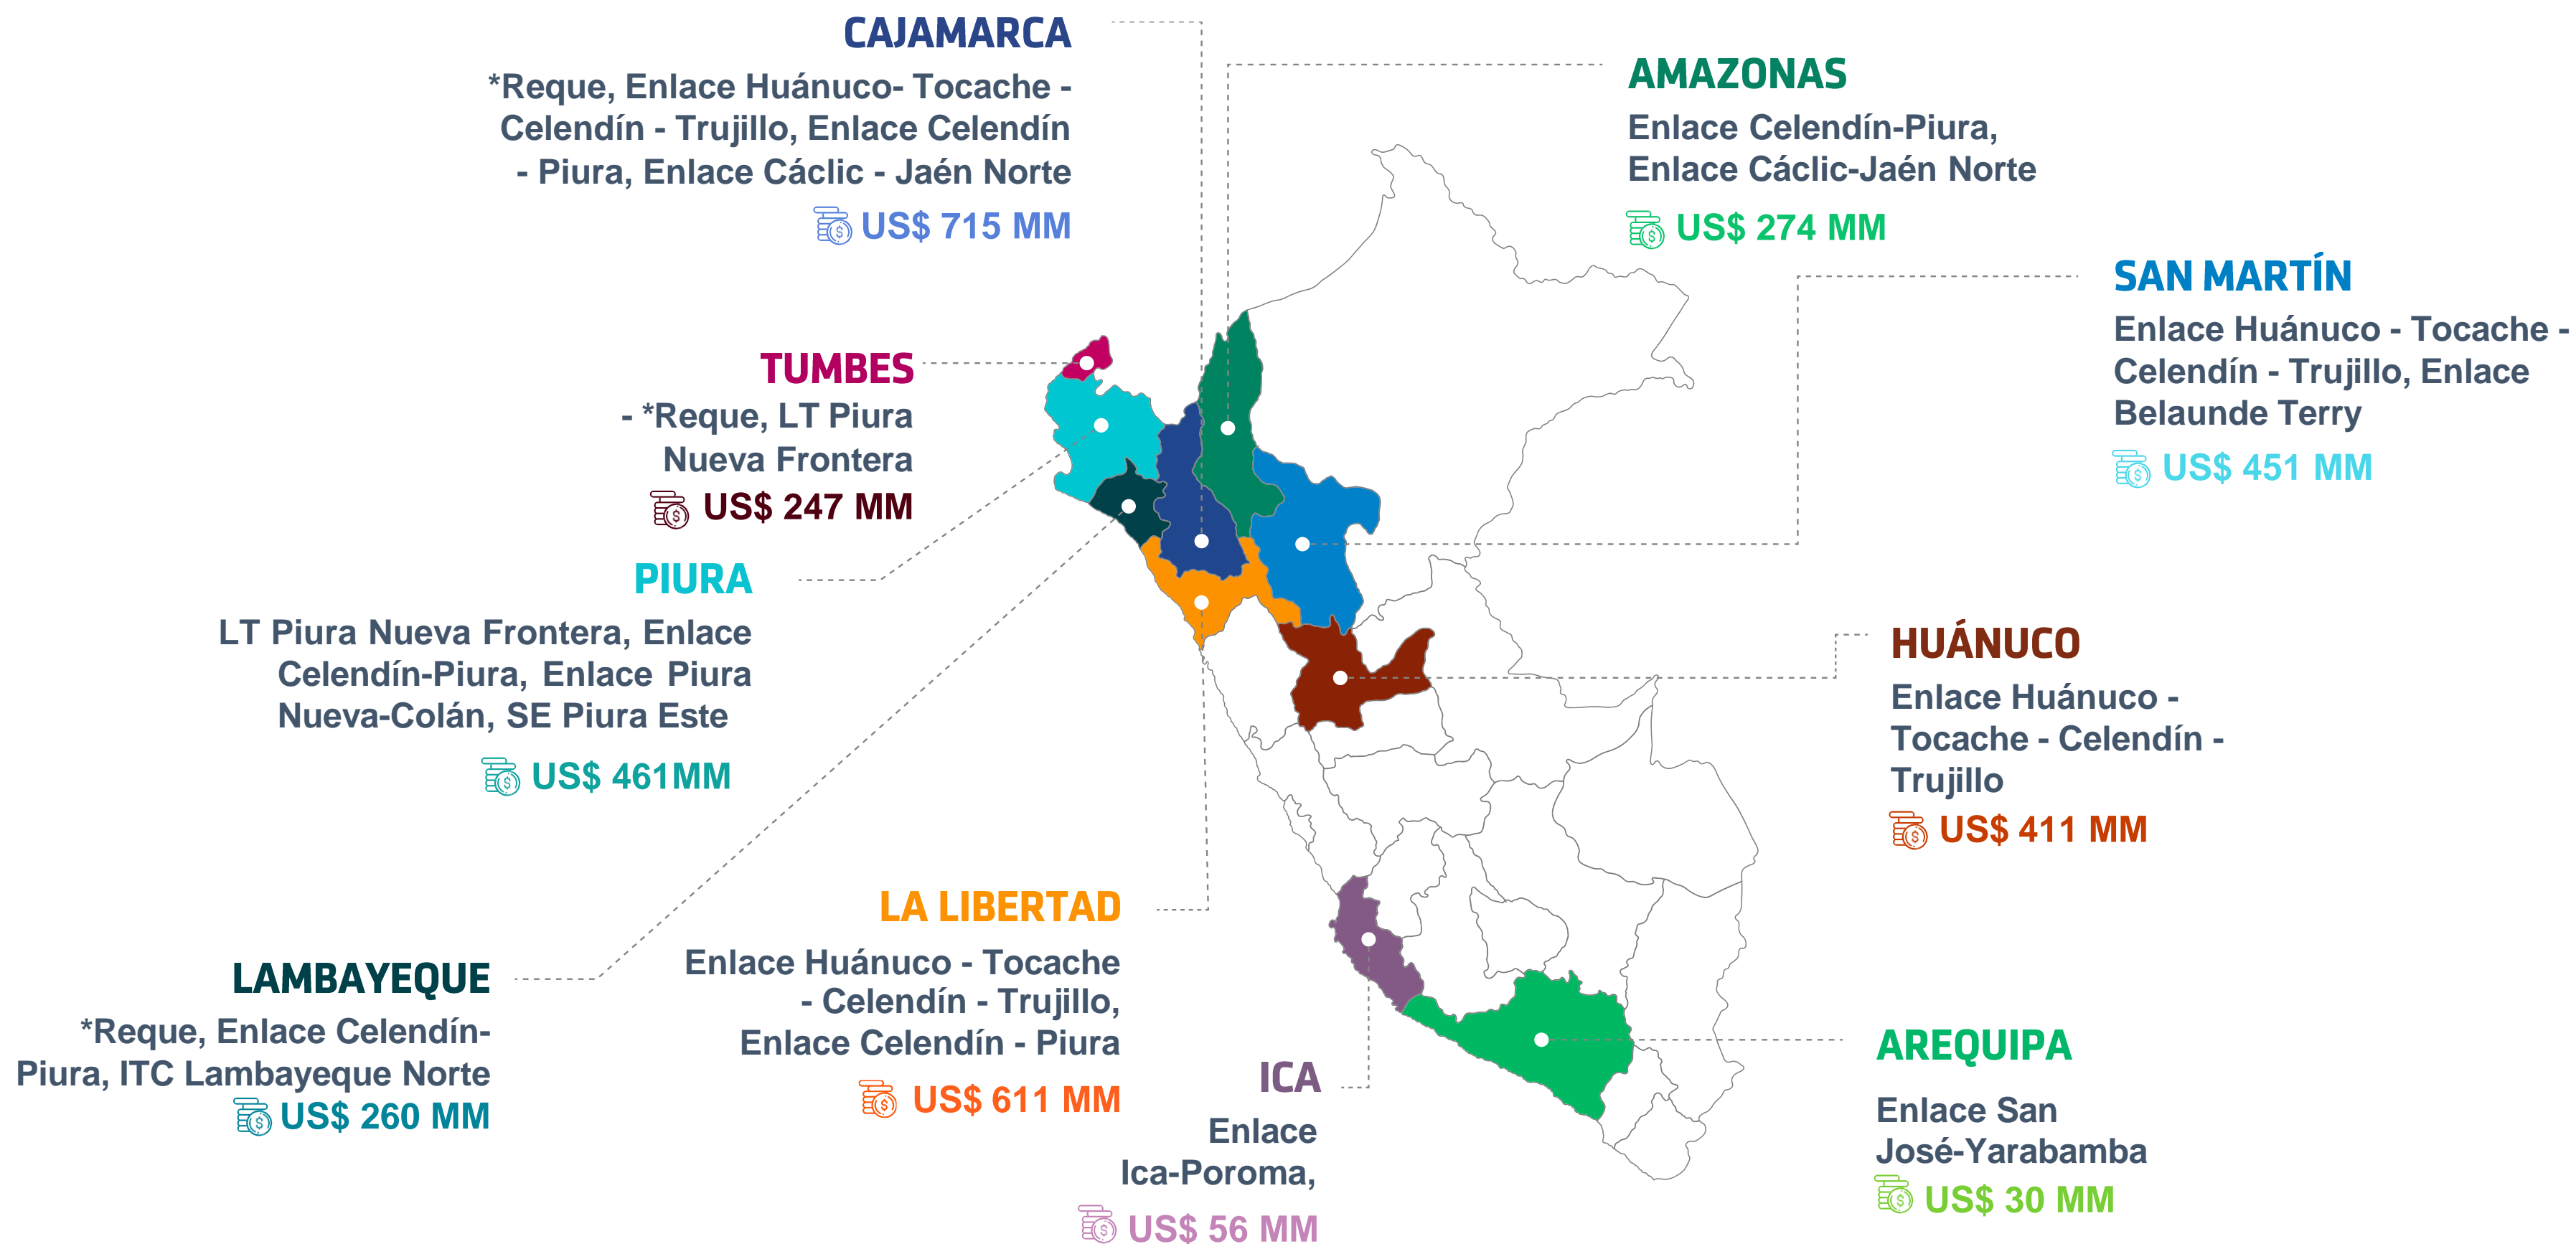 CAJAMARCA
*Reque, Enlace Huánuco- Tocache -
Celendín - Trujillo, Enlace Celendín
- Piura, Enlace Cáclic - Jaén Norte
US$ 715 MM
AMAZONAS
Enlace Celendín-Piura,
Enlace Cáclic-Jaén Norte
US$ 274 MM
SAN MARTÍN
Enlace Huánuco - Tocache -
Celendín - Trujillo, Enlace
Belaunde Terry
US$ 451 MM
TUMBES
- *Reque, LT Piura
Nueva Frontera
US$ 247 MM
PIURA
LT Piura Nueva Frontera, Enlace
Celendín-Piura, Enlace Piura
Nueva-Colán, SE Piura Este
US$ 461MM
HUÁNUCO
Enlace Huánuco -
Tocache - Celendín -
Trujillo
US$ 411 MM
LA LIBERTAD
Enlace Huánuco - Tocache
- Celendín - Trujillo,
Enlace Celendín - Piura
US$ 611 MM
LAMBAYEQUE
*Reque, Enlace Celendín-
Piura, ITC Lambayeque Norte
US$ 260 MM
ICA
Enlace
Ica-Poroma,
US$ 56 MM
AREQUIPA
Enlace San
José-Yarabamba
US$ 30 MM